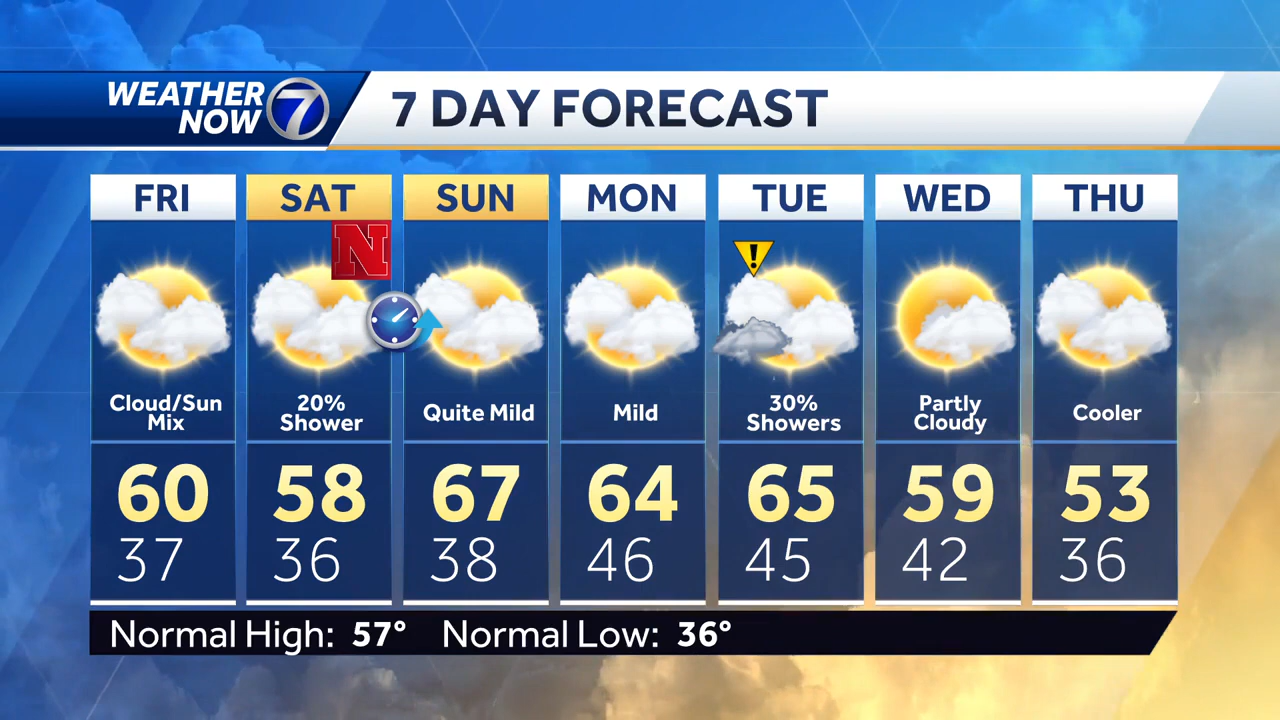 WEATHER
NOW 7
7 DAY FORECAST
FRI
Cloud/Sun
Mix
60
37
SAT
N
20%
Shower
58
36
SUN
Quite Mild
67
38
MON
Mild
64
46
TUE
!
30%
Showers
65
45
WED
Partly
Cloudy
59
42
THU
Cooler
53
36
Normal High: 57° Normal Low: 36°